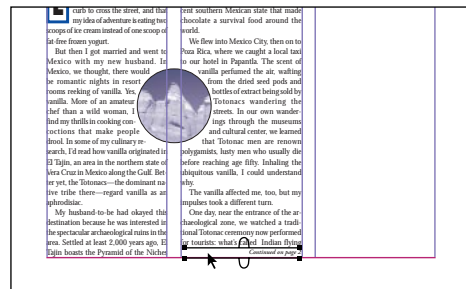 curb to cross the street, and that
my idea of adventure is eating two
scoops of ice cream instead of one scoop of
fat-free frozen yogurt.
But then I got married and went to
Mexico with my new husband. In
Mexico, we thought, there would
be romantic nights in resort
rooms reeking of vanilla. Yes,
vanilla. More of an amateur
chef than a wild woman, I
find my thrills in cooking con-
coctions that make people
drool. In some of my culinary re-
search, I'd read how vanilla originated in
El Tajin, an area in the northern state of
Vera Cruz in Mexico along the Gulf. Bet-
ter yet, the Totonacs—the dominant na-
tive tribe there—regard vanilla as an
aphrodisiac.
My husband-to-be had okayed this
destination because he was interested in
the spectacular archaeological ruins in the
area. Settled at least 2,000 years ago, El
Tajin boasts the Pyramid of the Niches
cent southern Mexican state that made
chocolate a survival food around the
world.
We flew into Mexico City, then on to
Poza Rica, where we caught a local taxi
to our hotel in Papantla. The scent of
vanilla perfumed the air, wafting
from the dried seed pods and
bottles of extract being sold by
Totonacs wandering the
streets. In our own wander-
ings through the museums
and cultural center, we learned
that Totonac men are renown
polygamists, lusty men who usually die
before reaching age fifty. Inhaling the
ubiquitous vanilla, I could understand
why.
The vanilla affected me, too, but my
impulses took a different turn.
One day, near the entrance of the ar-
chaeological zone, we watched a tradi-
tional Totonac ceremony now performed
for tourists: what's called Indian flying
Continued on page 2